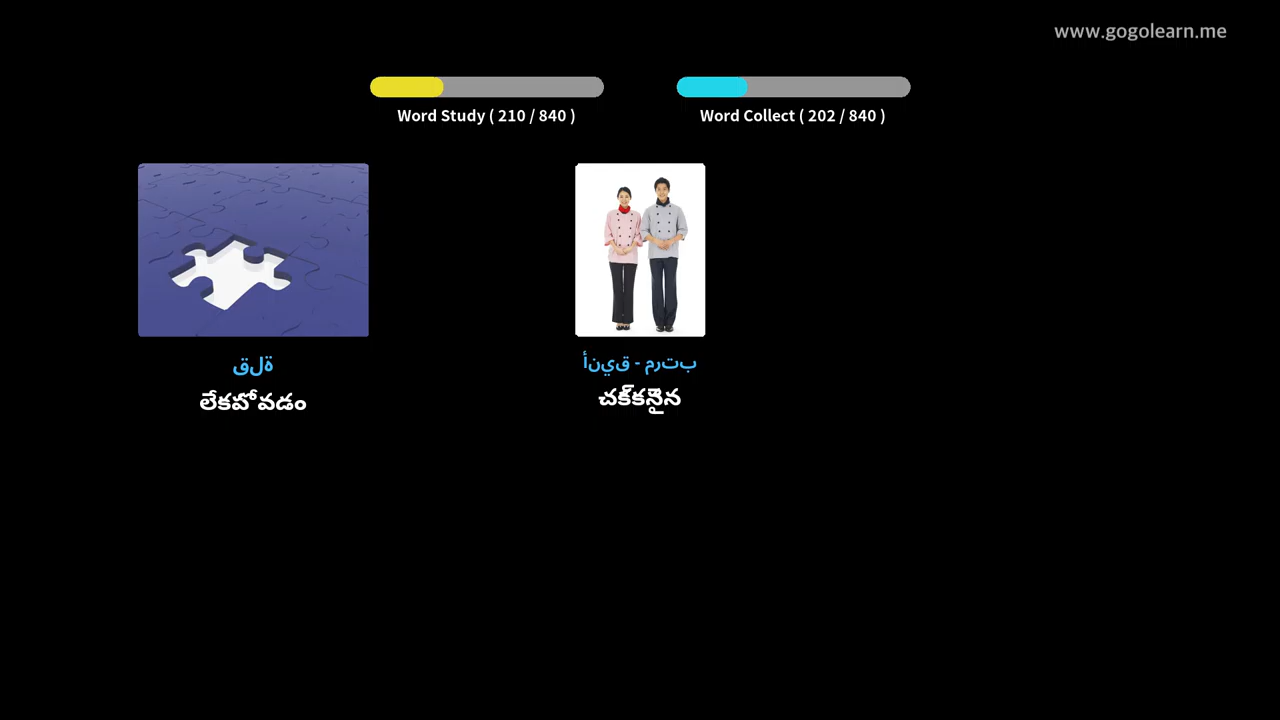 www.gogolearn.me
Word Study ( 210 / 840 )
Word Collect ( 202 / 840 )
قلة
లేకపోవడం
أنيق - مرتب
చక్కనైన